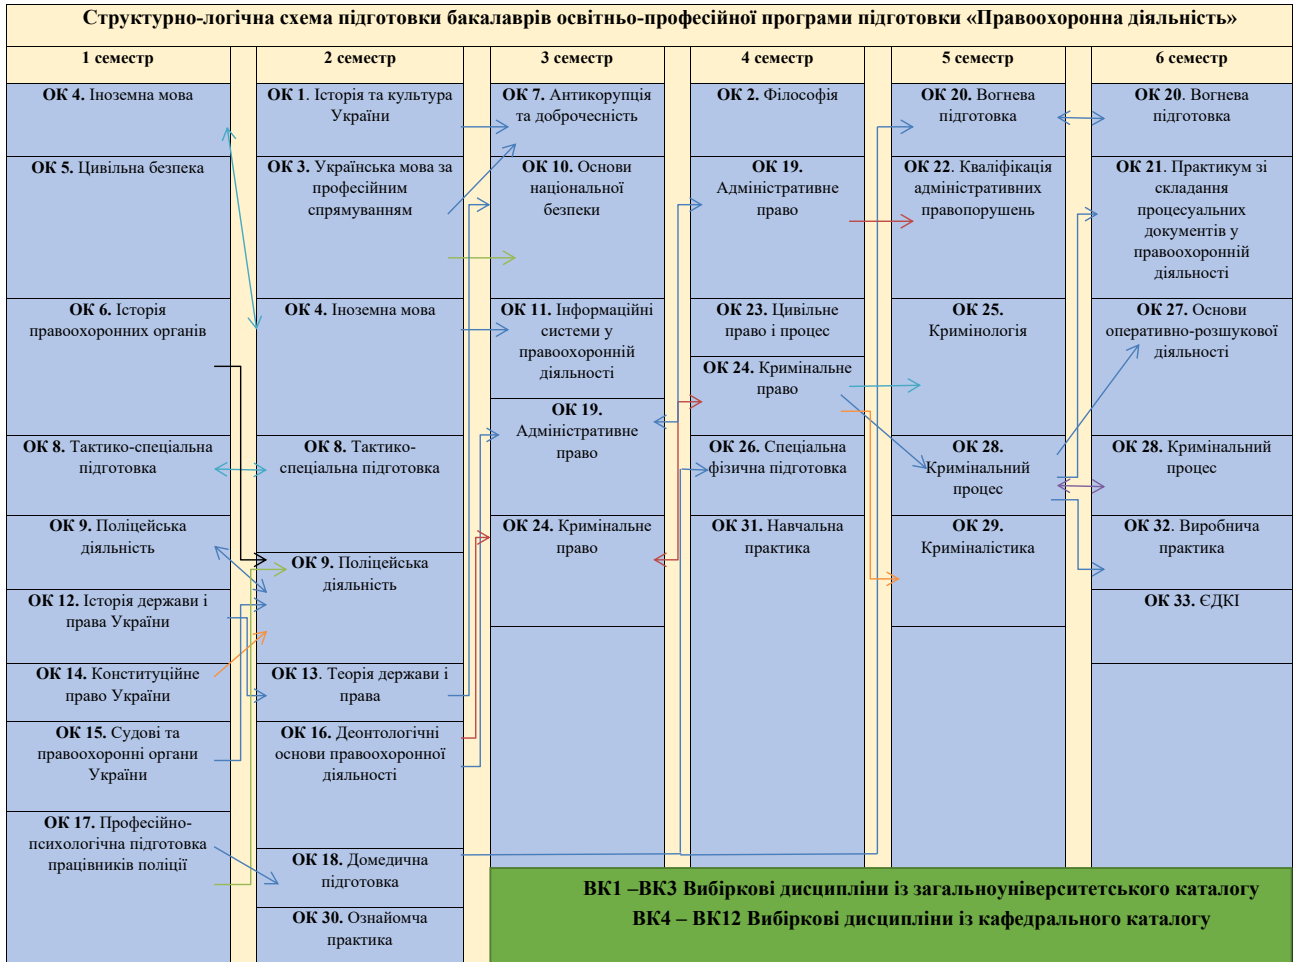 Структурно-логічна схема підготовки бакалаврів освітньо-професійної програми підготовки «Правоохоронна діяльність»
1 семестр
2 семестр
3 семестр
4 семестр
5 семестр
6 семестр
ОК 4. Іноземна мова
ОК 5. Цивільна безпека
ОК 6. Історія
правоохоронних органів
ОК 8. Тактико-спеціальна
підготовка
ОК 9. Поліцейська
діяльність
ОК 12. Історія держави і
права України
ОК 14. Конституційне
право України
ОК 15. Судові та
правоохоронні органи
України
ОК 17. Професійно-
психологічна підготовка
працівників поліції
ОК 1. Історія та культура
України
ОК 3. Українська мова за
професійним
спрямуванням
ОК 4. Іноземна мова
ОК 8. Тактико-
спеціальна підготовка
ОК 9. Поліцейська
діяльність
ОК 13. Теорія держави і
права
ОК 16. Деонтологічні
основи правоохоронної
діяльності
ОК 18. Домедична
підготовка
ОК 30. Ознайомча
практика
ОК 7. Антикорупція
та доброчесність
ОК 10. Основи
національної
безпеки
ОК 11. Інформаційні
системи у
правоохоронній
діяльності
ОК 19.
Адміністративне
право
ОК 24. Кримінальне
право
ОК 2. Філософія
ОК 19.
Адміністративне
право
ОК 23. Цивільне
право і процес
ОК 24. Кримінальне
право
ОК 26. Спеціальна
фізична підготовка
ОК 31. Навчальна
практика
ОК 20. Вогнева
підготовка
ОК 22. Кваліфікація
адміністративних
правопорушень
ОК 25.
Кримінологія
ОК 28.
Кримінальний
процес
ОК 29.
Криміналістика
ОК 20. Вогнева
підготовка
ОК 21. Практикум зі
складання
процесуальних
документів у
правоохоронній
діяльності
ОК 27. Основи
оперативно-розшукової
діяльності
ОК 28. Кримінальний
процес
ОК 32. Виробнича
практика
ОК 33. ЄДКІ
ВК1 –ВК3 Вибіркові дисципліни із загальноуніверситетського каталогу
ВК4 – ВК12 Вибіркові дисципліни із кафедрального каталогу